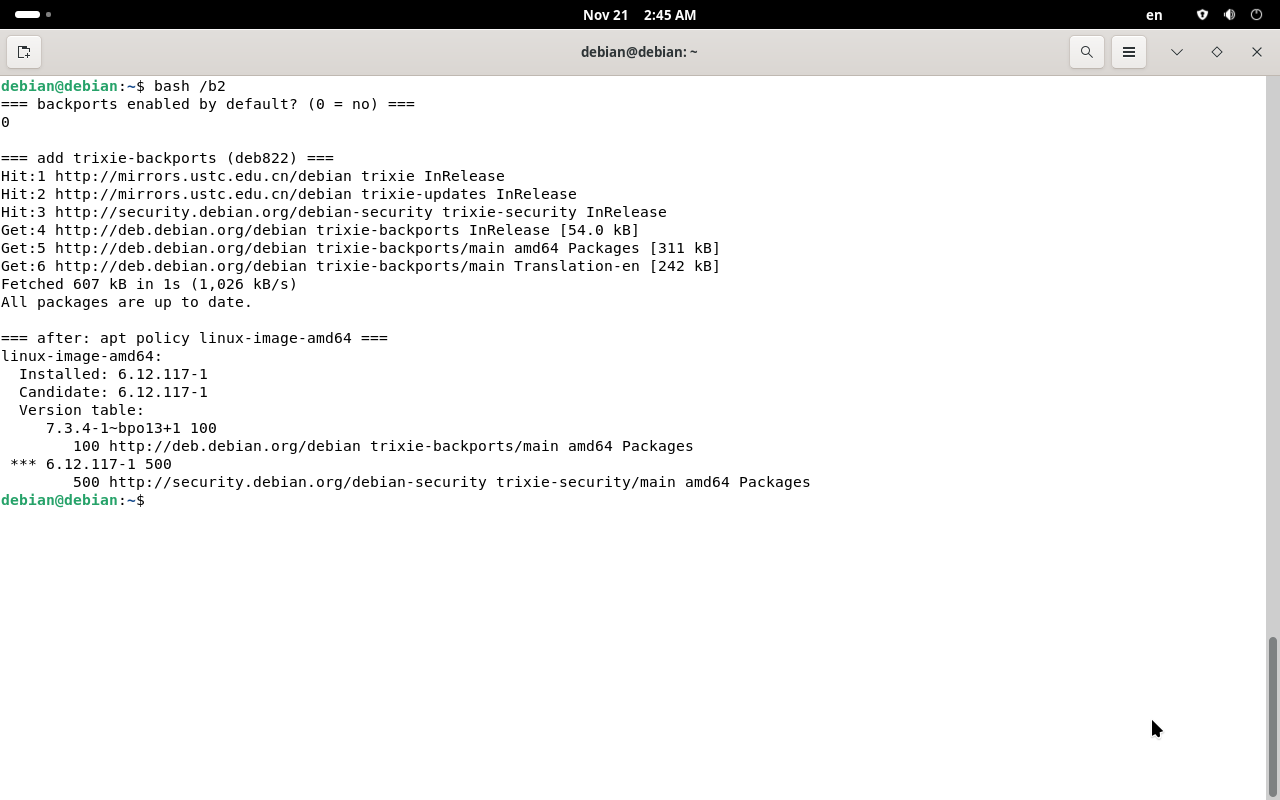 Nov 21 2:45 AM
en
debian@debian: ~
debian@debian:~$ bash /b2
=== backports enabled by default? (0 = no) ===
0
=== add trixie-backports (deb822) ===
Hit:1 http://mirrors.ustc.edu.cn/debian trixie InRelease
Hit:2 http://mirrors.ustc.edu.cn/debian trixie-updates InRelease
Hit:3 http://security.debian.org/debian-security trixie-security InRelease
Get:4 http://deb.debian.org/debian trixie-backports InRelease [54.0 kB]
Get:5 http://deb.debian.org/debian trixie-backports/main amd64 Packages [311 kB]
Get:6 http://deb.debian.org/debian trixie-backports/main Translation-en [242 kB]
Fetched 607 kB in 1s (1,026 kB/s)
All packages are up to date.
=== after: apt policy linux-image-amd64 ===
linux-image-amd64:
  Installed: 6.12.117-1
  Candidate: 6.12.117-1
  Version table:
     7.3.4-1~bpo13+1 100
        100 http://deb.debian.org/debian trixie-backports/main amd64 Packages
 *** 6.12.117-1 500
        500 http://security.debian.org/debian-security trixie-security/main amd64 Packages
debian@debian:~$